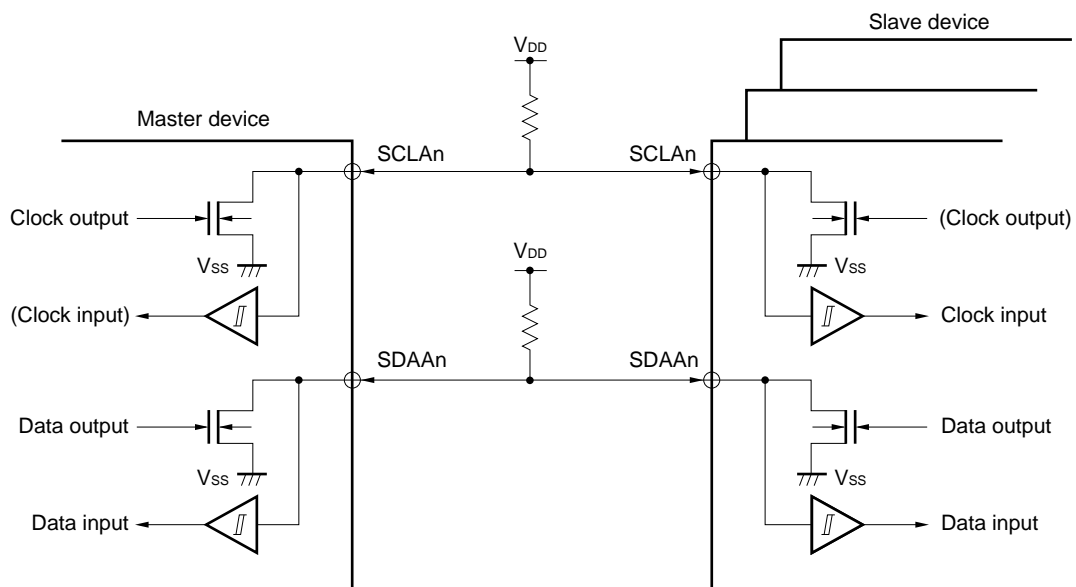 Slave device
VDD
Master device
SCLAn
SCLAn
Clock output
(Clock output)
VSS
VSS
VDD
(Clock input)
Clock input
SDAAn
SDAAn
Data output
Data output
VSS
VSS
Data input
Data input